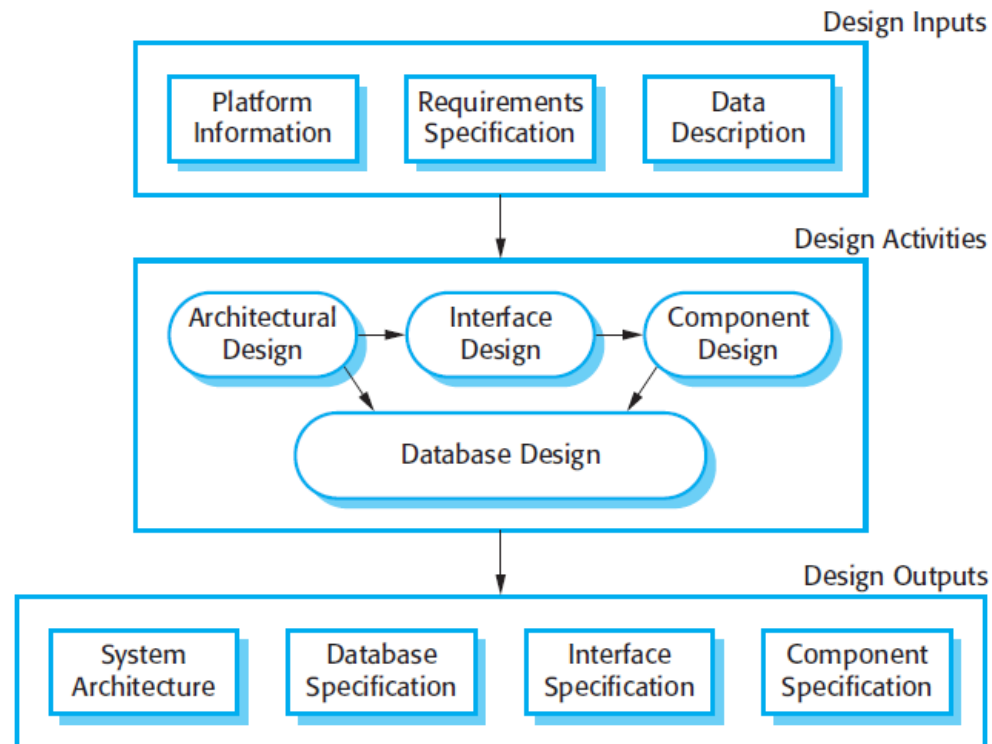 Design Inputs
Platform
Information
Requirements
Specification
Data
Description
Design Activities
Architectural
Design
Interface
Design
Component
Design
Database Design
Design Outputs
System
Architecture
Database
Specification
Interface
Specification
Component
Specification